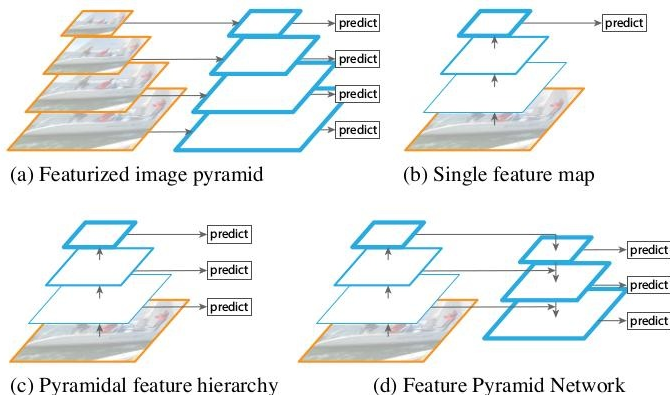 predict
predict
predict
predict
predict
(a) Featurized image pyramid
(b) Single feature map
predict
predict
predict
predict
predict
predict
(c) Pyramidal feature hierarchy
(d) Feature Pyramid Network